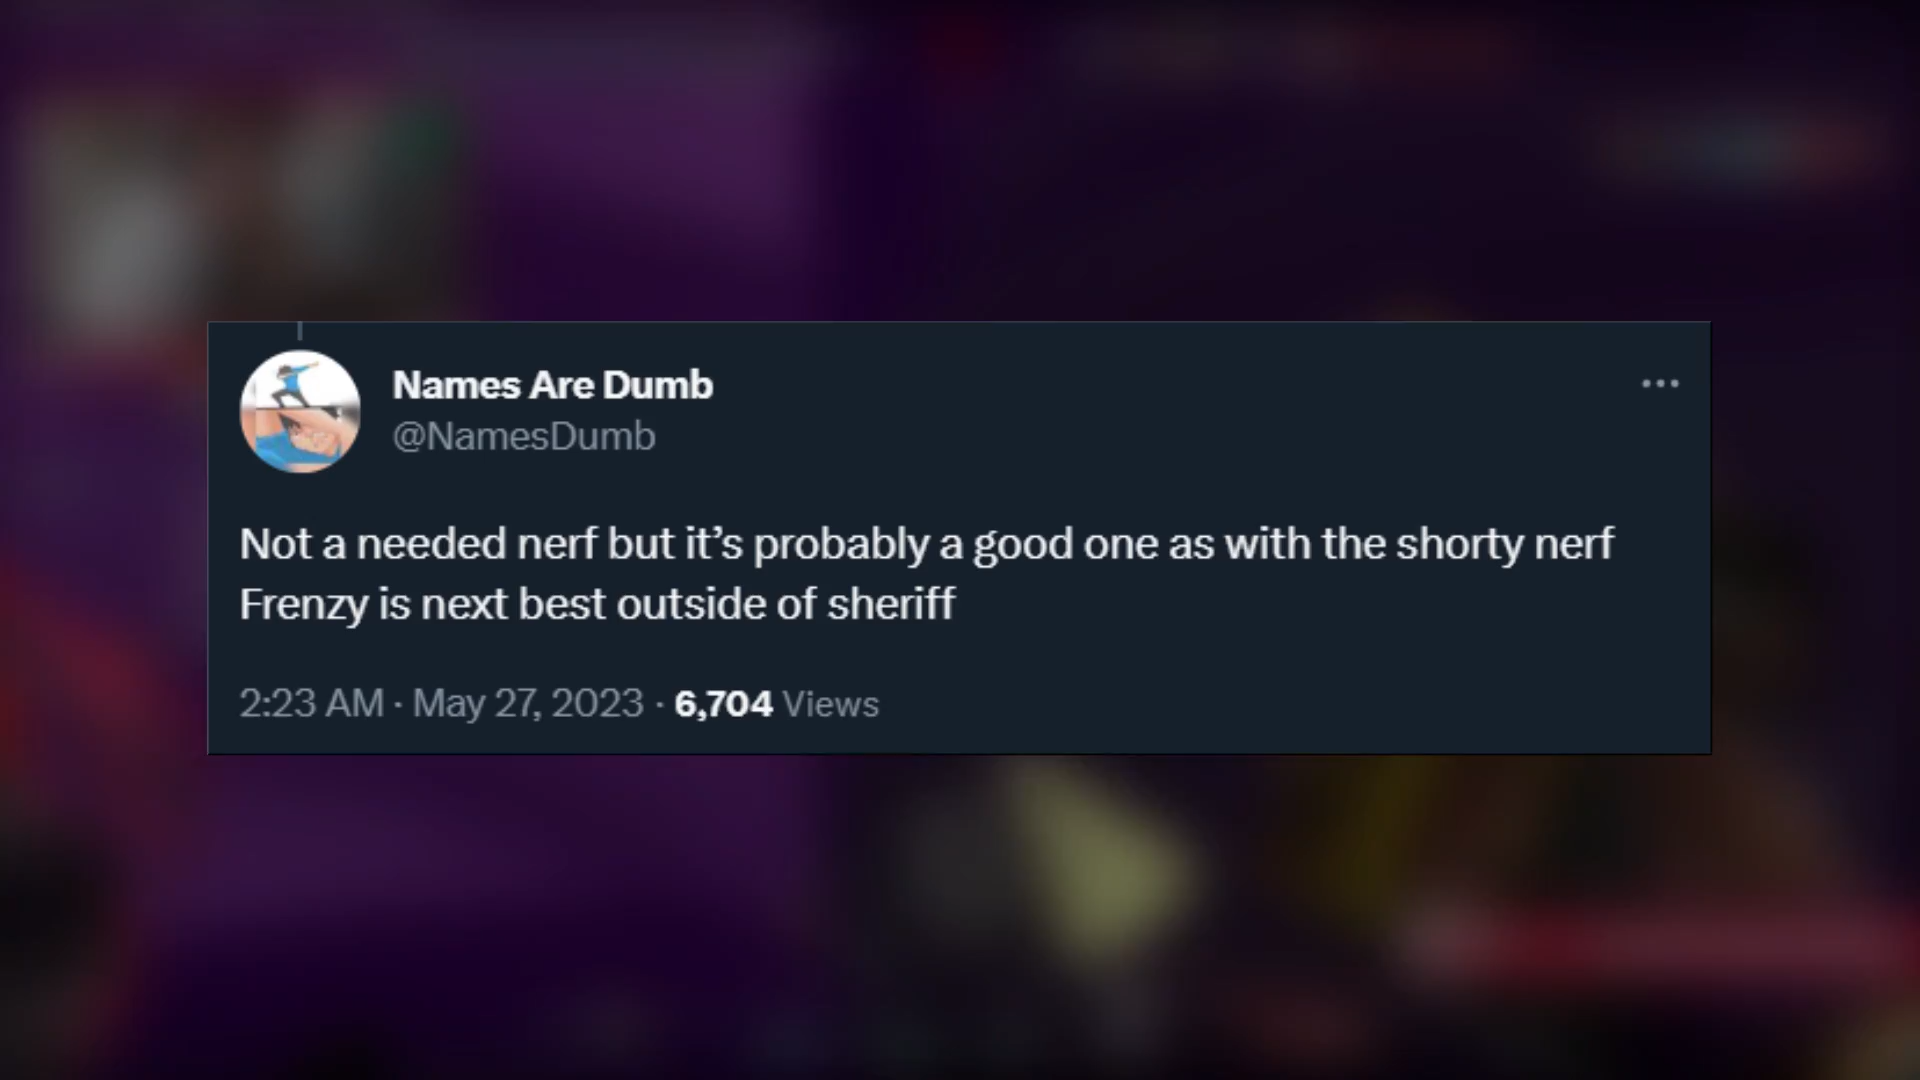 Names Are Dumb
@NamesDumb
Not a needed nerf but it’s probably a good one as with the shorty nerf
Frenzy is next best outside of sheriff
2:23 AM · May 27, 2023 · 6,704 Views